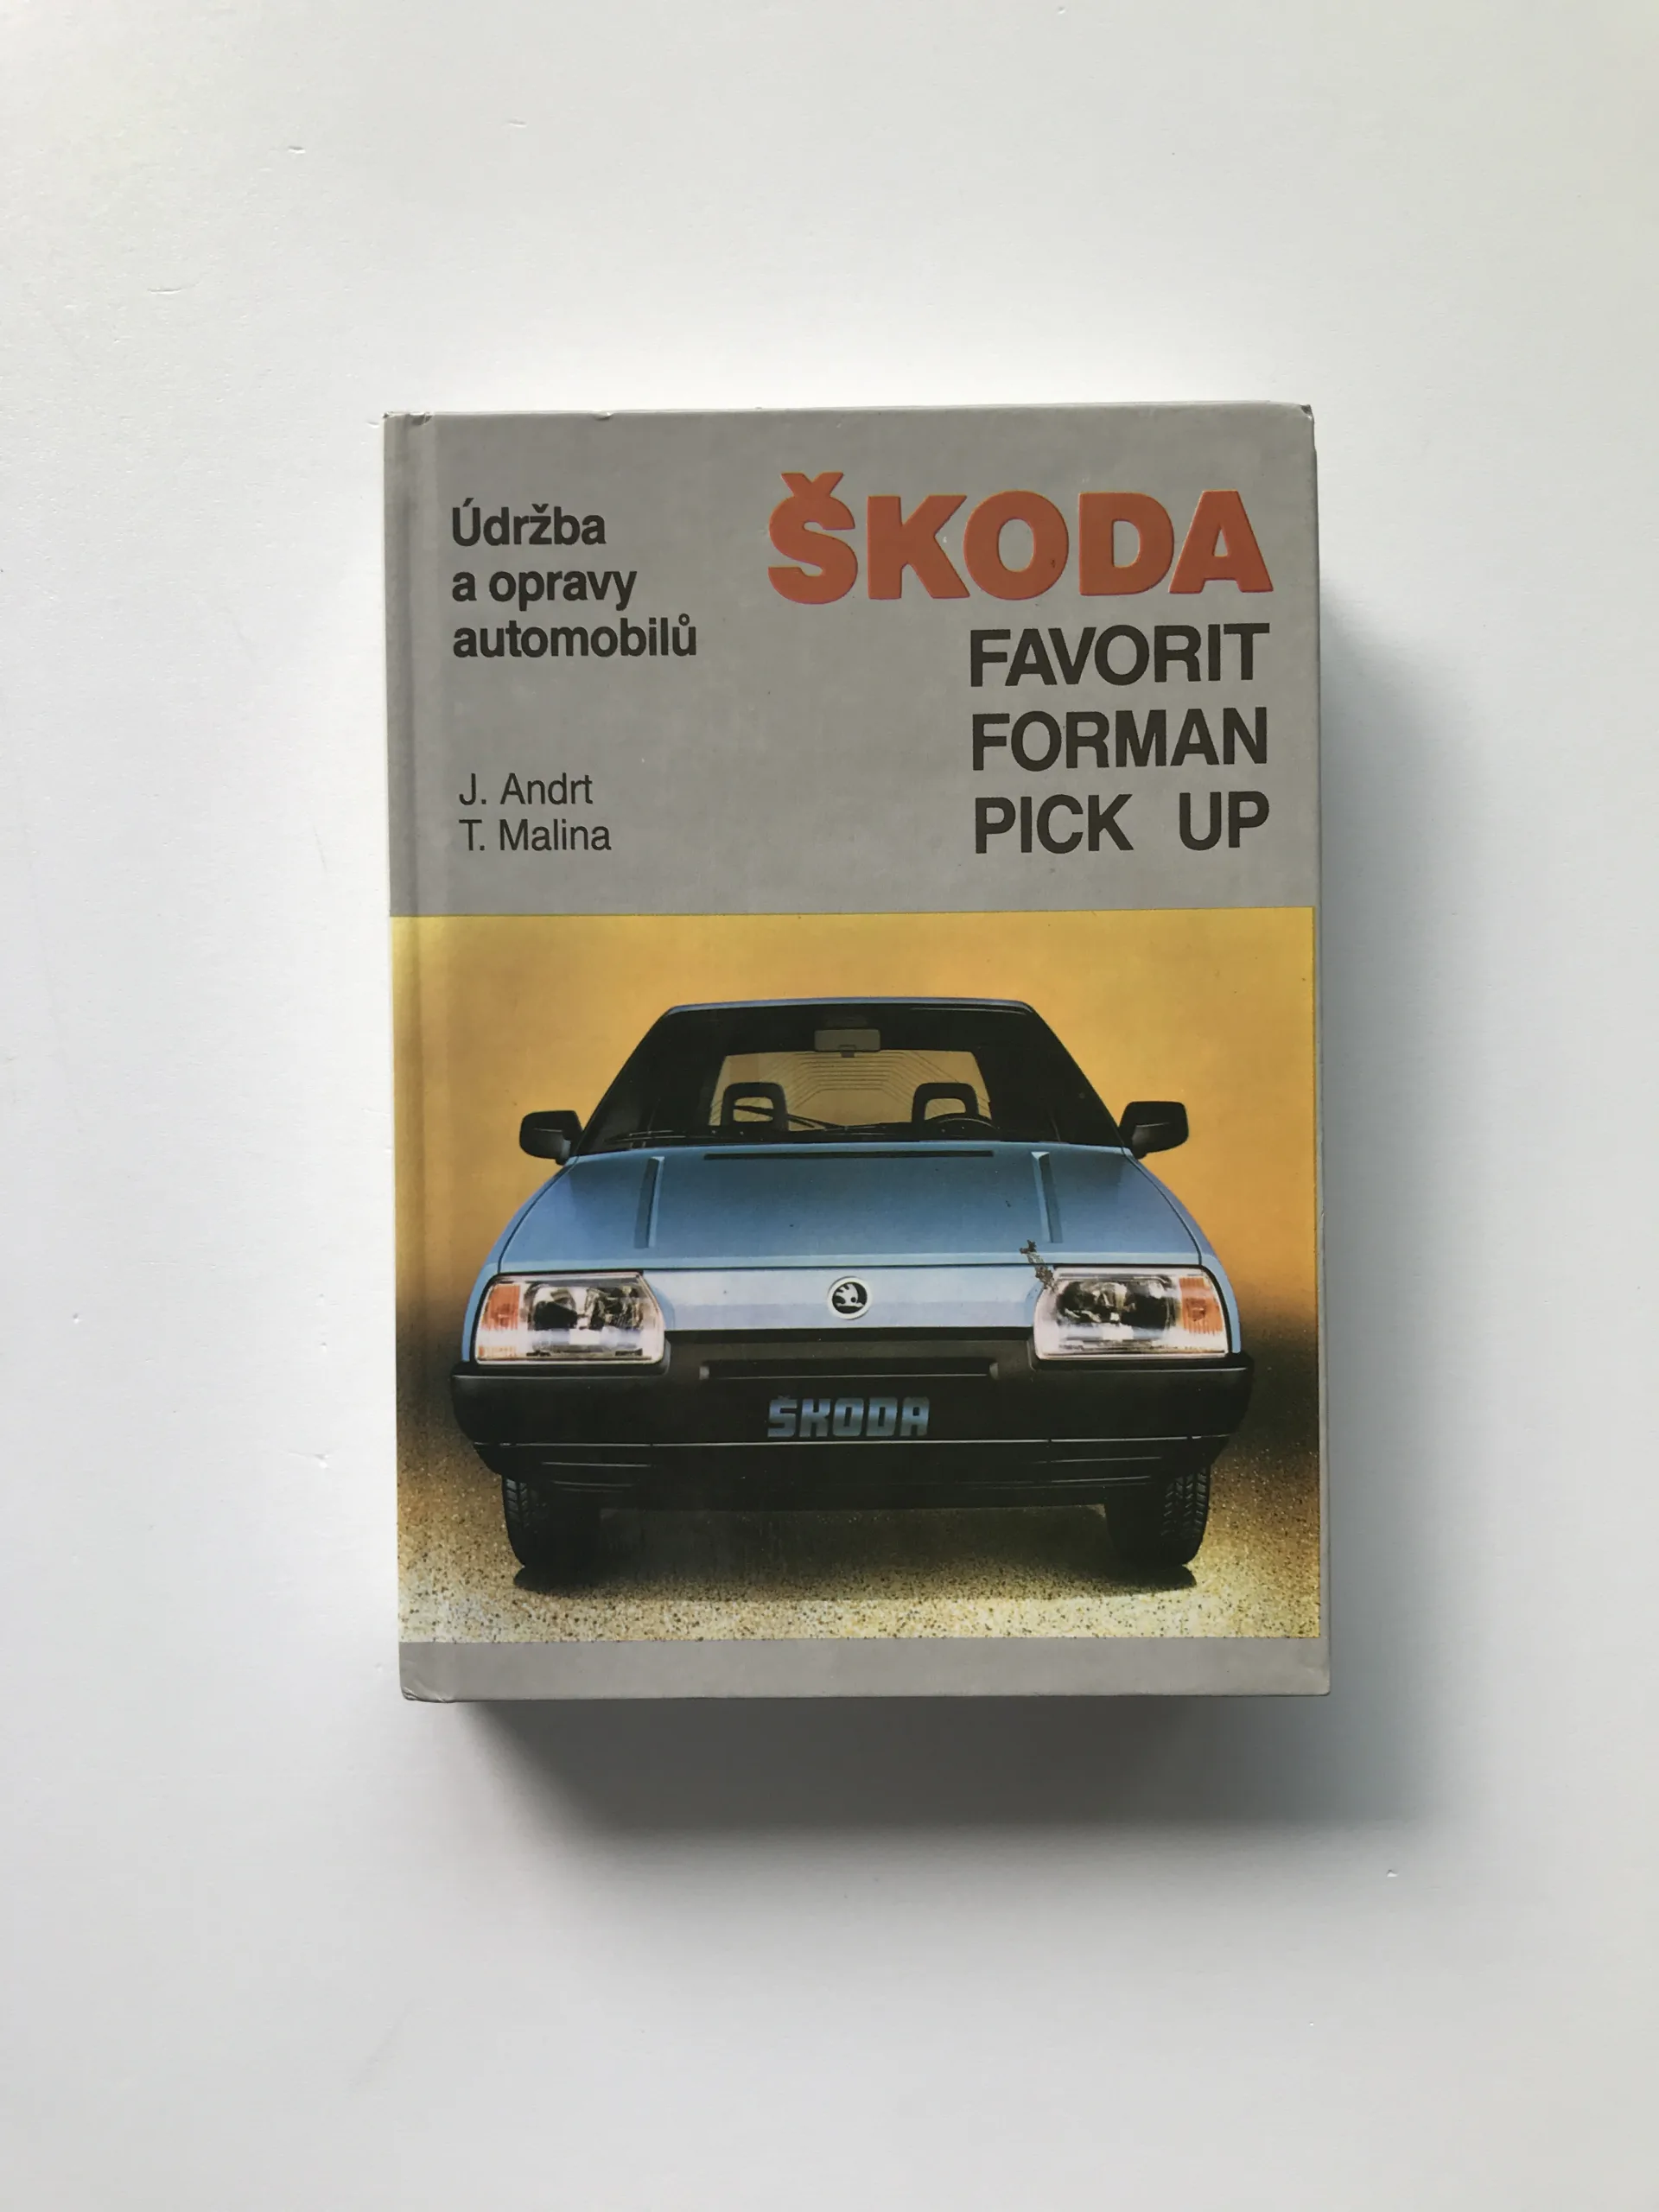 Údržba
a opravy
automobilů
J. Andrt
T. Malina
ŠKODA
FAVORIT
FORMAN
PICK UP
ŠKODA